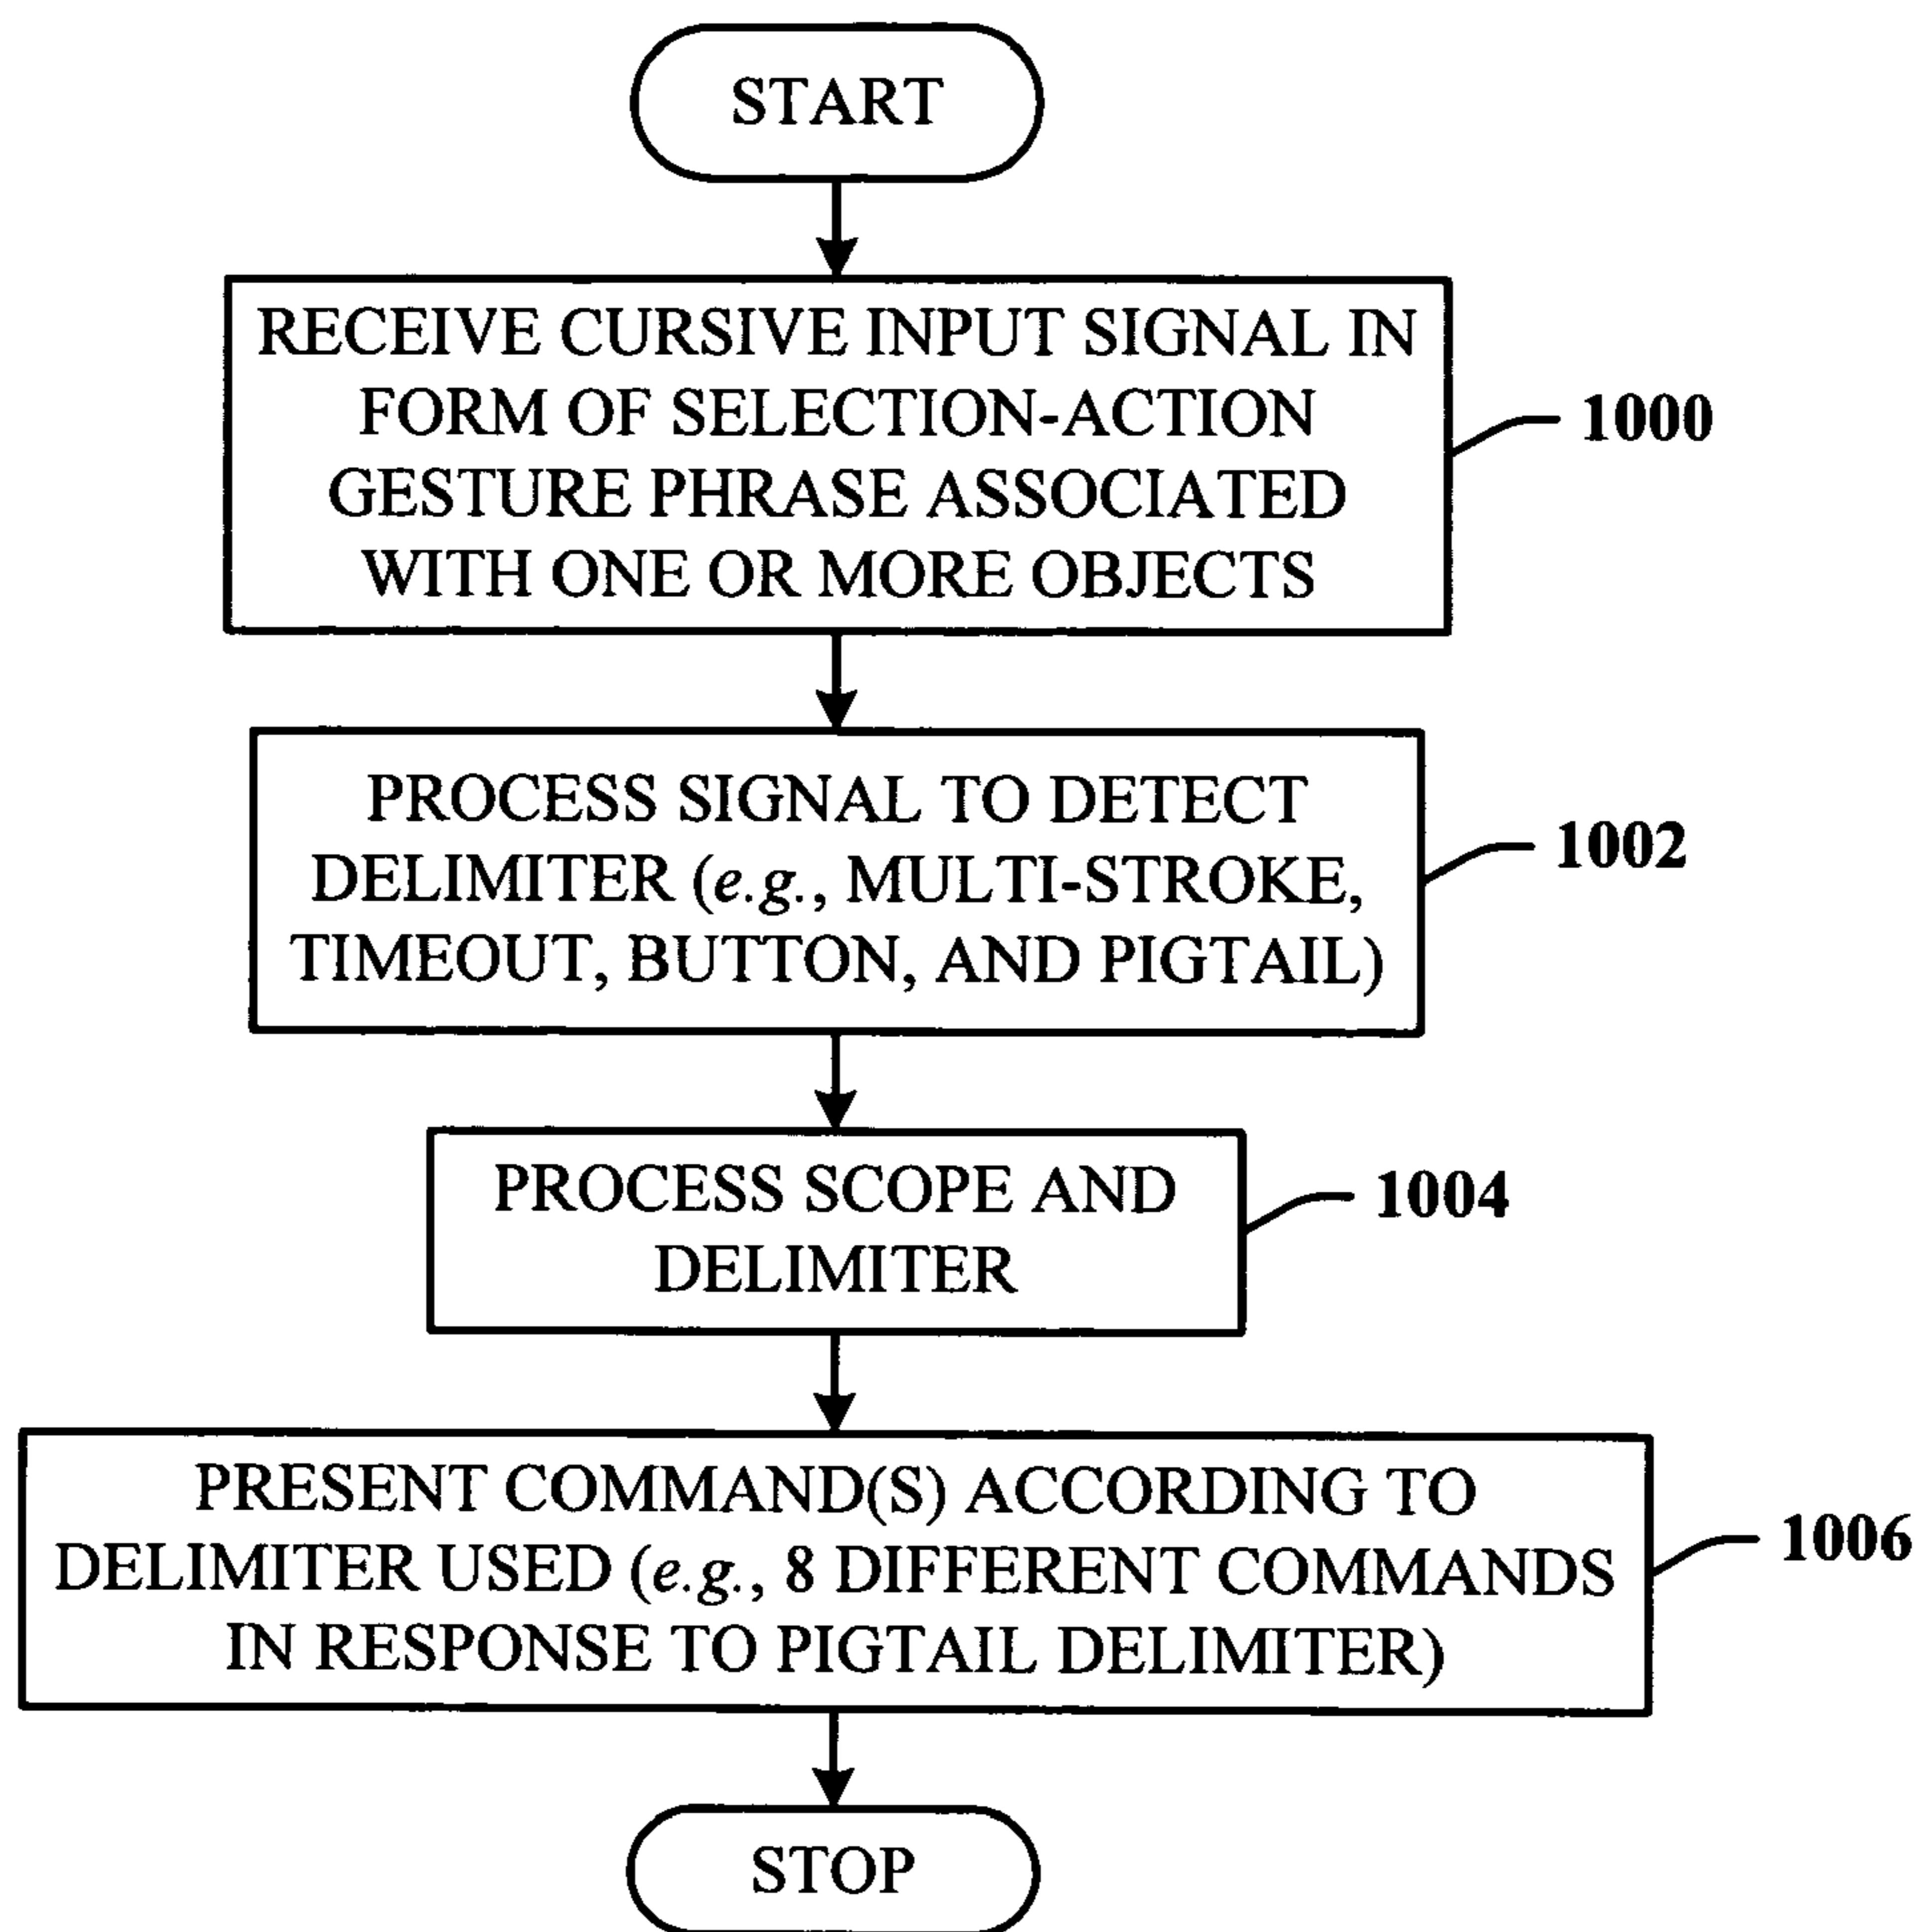 START
RECEIVE CURSIVE INPUT SIGNAL IN
FORM OF SELECTION-ACTION
GESTURE PHRASE ASSOCIATED
WITH ONE OR MORE OBJECTS
1000
PROCESS SIGNAL TO DETECT
DELIMITER (e.g., MULTI-STROKE,
TIMEOUT, BUTTON, AND PIGTAIL)
1002
PROCESS SCOPE AND
DELIMITER
1004
PRESENT COMMAND(S) ACCORDING TO
DELIMITER USED (e.g., 8 DIFFERENT COMMANDS
IN RESPONSE TO PIGTAIL DELIMITER)
1006
STOP